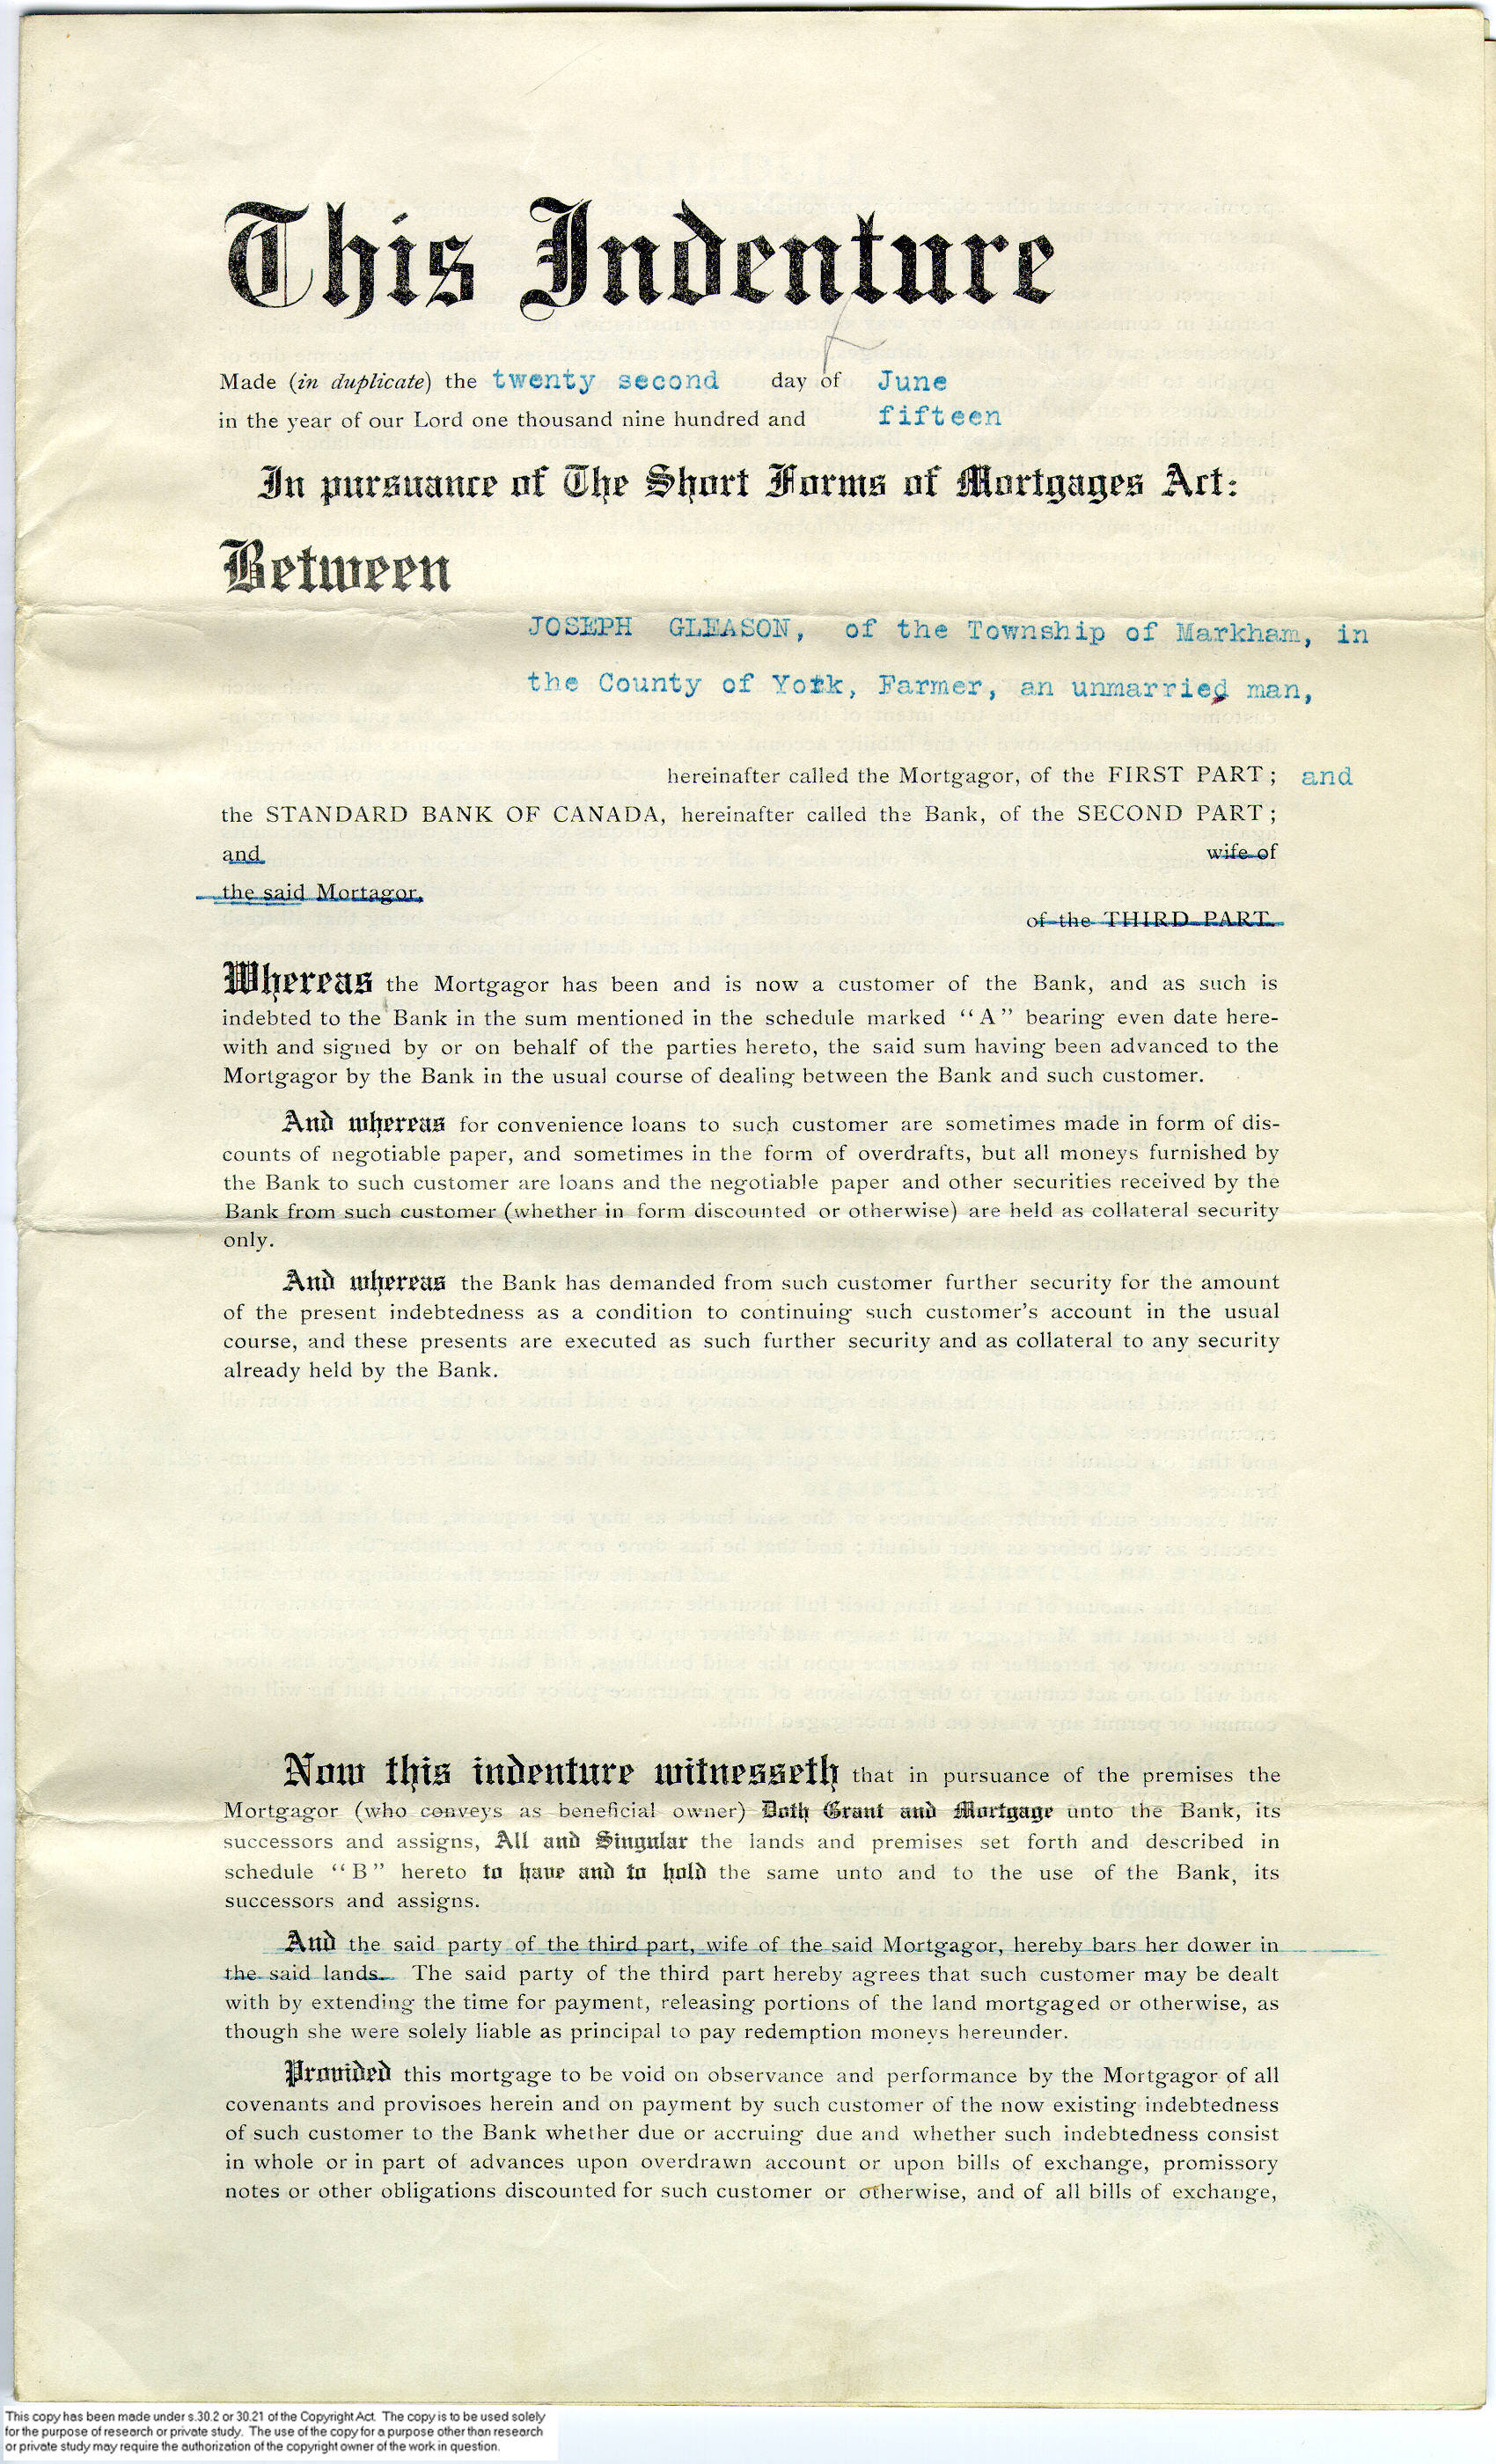 This Indenture
Made (in duplicate) the twenty second day of June
in the year of our Lord one thousand nine hundred and fifteen
In pursuance of The Short Forms of Mortgages Act:
Between
JOSEPH GLEASON, of the Township of Markham, in
the County of York, Farmer, an unmarried man,
hereinafter called the Mortgagor, of the FIRST PART; and
the STANDARD BANK OF CANADA, hereinafter called the Bank, of the SECOND PART;
and wife of
the said Mortagor,
of the THIRD PART
Whereas the Mortgagor has been and is now a customer of the Bank, and as such is
indebted to the Bank in the sum mentioned in the schedule marked "A" bearing even date here-
with and signed by or on behalf of the parties hereto, the said sum having been advanced to the
Mortgagor by the Bank in the usual course of dealing between the Bank and such customer.
And whereas for convenience loans to such customer are sometimes made in form of dis-
counts of negotiable paper, and sometimes in the form of overdrafts, but all moneys furnished by
the Bank to such customer are loans and the negotiable paper and other securities received by the
Bank from such customer (whether in form discounted or otherwise) are held as collateral security
only.
And whereas the Bank has demanded from such customer further security for the amount
of the present indebtedness as a condition to continuing such customer's account in the usual
course, and these presents are executed as such further security and as collateral to any security
already held by the Bank.
Now this indenture witnesseth that in pursuance of the premises the
Mortgagor (who conveys as beneficial owner) Doth Grant and Mortgage unto the Bank, its
successors and assigns, All and Singular the lands and premises set forth and described in
schedule "B" hereto to have and to hold the same unto and to the use of the Bank, its
successors and assigns.
And the said party of the third part, wife of the said Mortgagor, hereby bars her dower in
the said lands. The said party of the third part hereby agrees that such customer may be dealt
with by extending the time for payment, releasing portions of the land mortgaged or otherwise, as
though she were solely liable as principal to pay redemption moneys hereunder.
Provided this mortgage to be void on observance and performance by the Mortgagor of all
covenants and provisoes herein and on payment by such customer of the now existing indebtedness
of such customer to the Bank whether due or accruing due and whether such indebtedness consist
in whole or in part of advances upon overdrawn account or upon bills of exchange, promissory
notes or other obligations discounted for such customer or otherwise, and of all bills of exchange,
This copy has been made under s.30.2 or 30.21 of the Copyright Act. The copy is to be used solely
for the purpose of research or private study. The use of the copy for a purpose other than research
or private study may require the authorization of the copyright owner of the work in question.